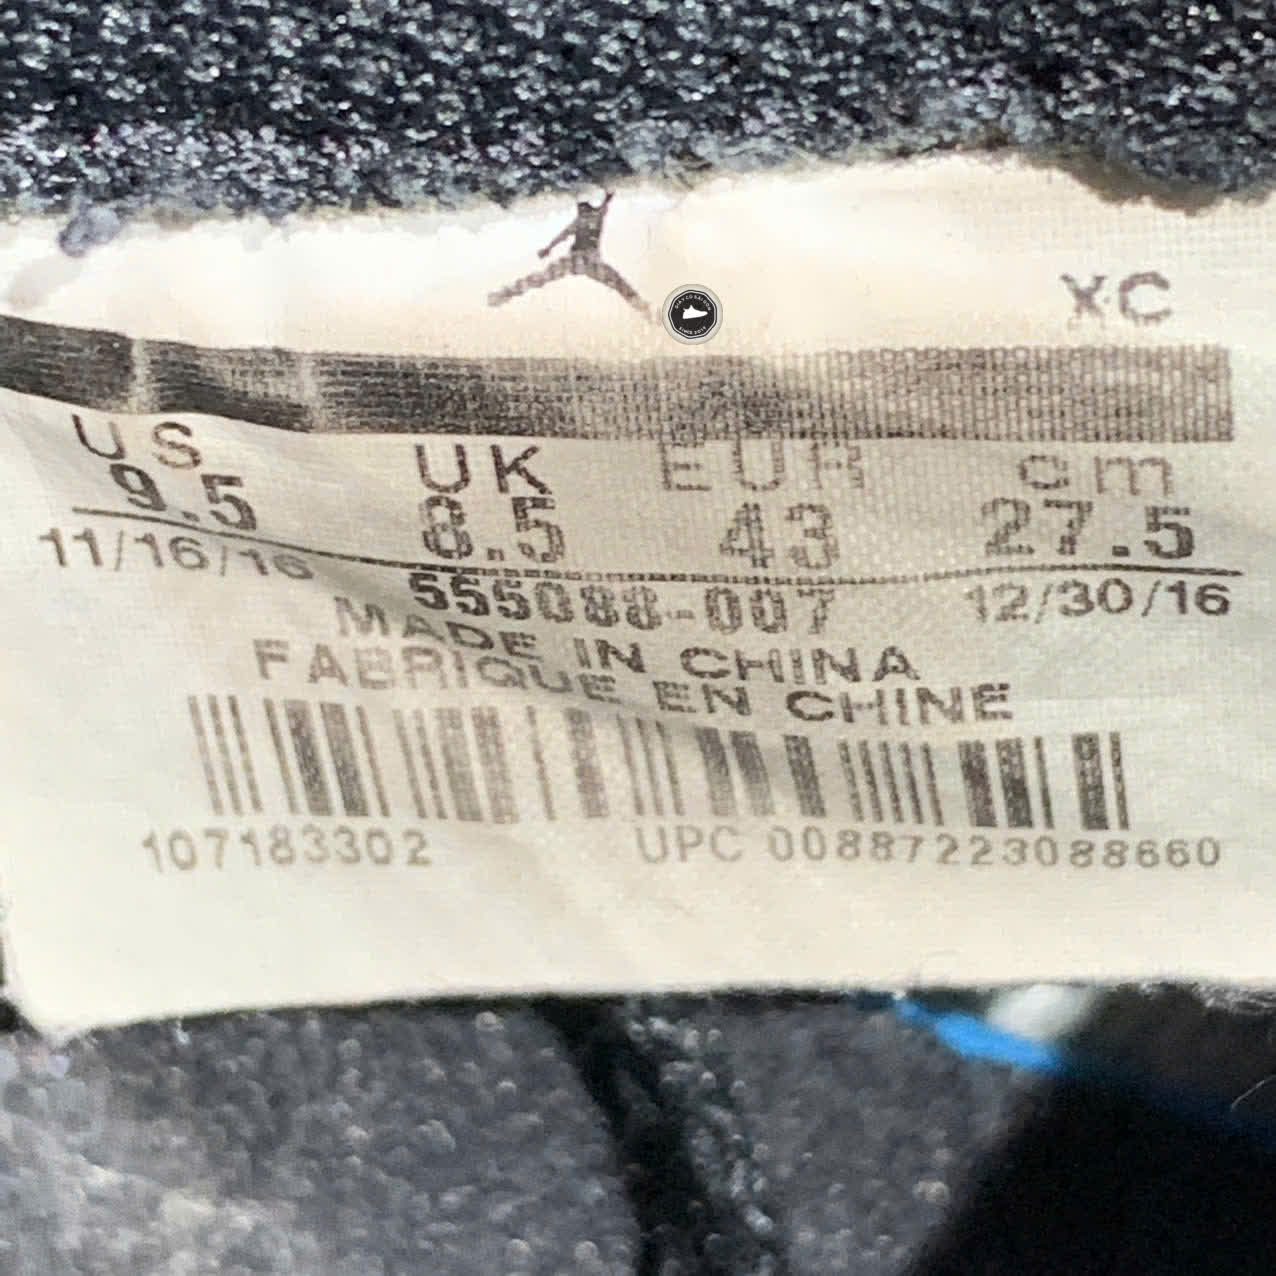 XC
US UK EUR cm
9.5 8.5 43 27.5
11/16/16 555088-007 12/30/16
MADE IN CHINA
FABRIQUE EN CHINE
107183302 UPC 00887223088660